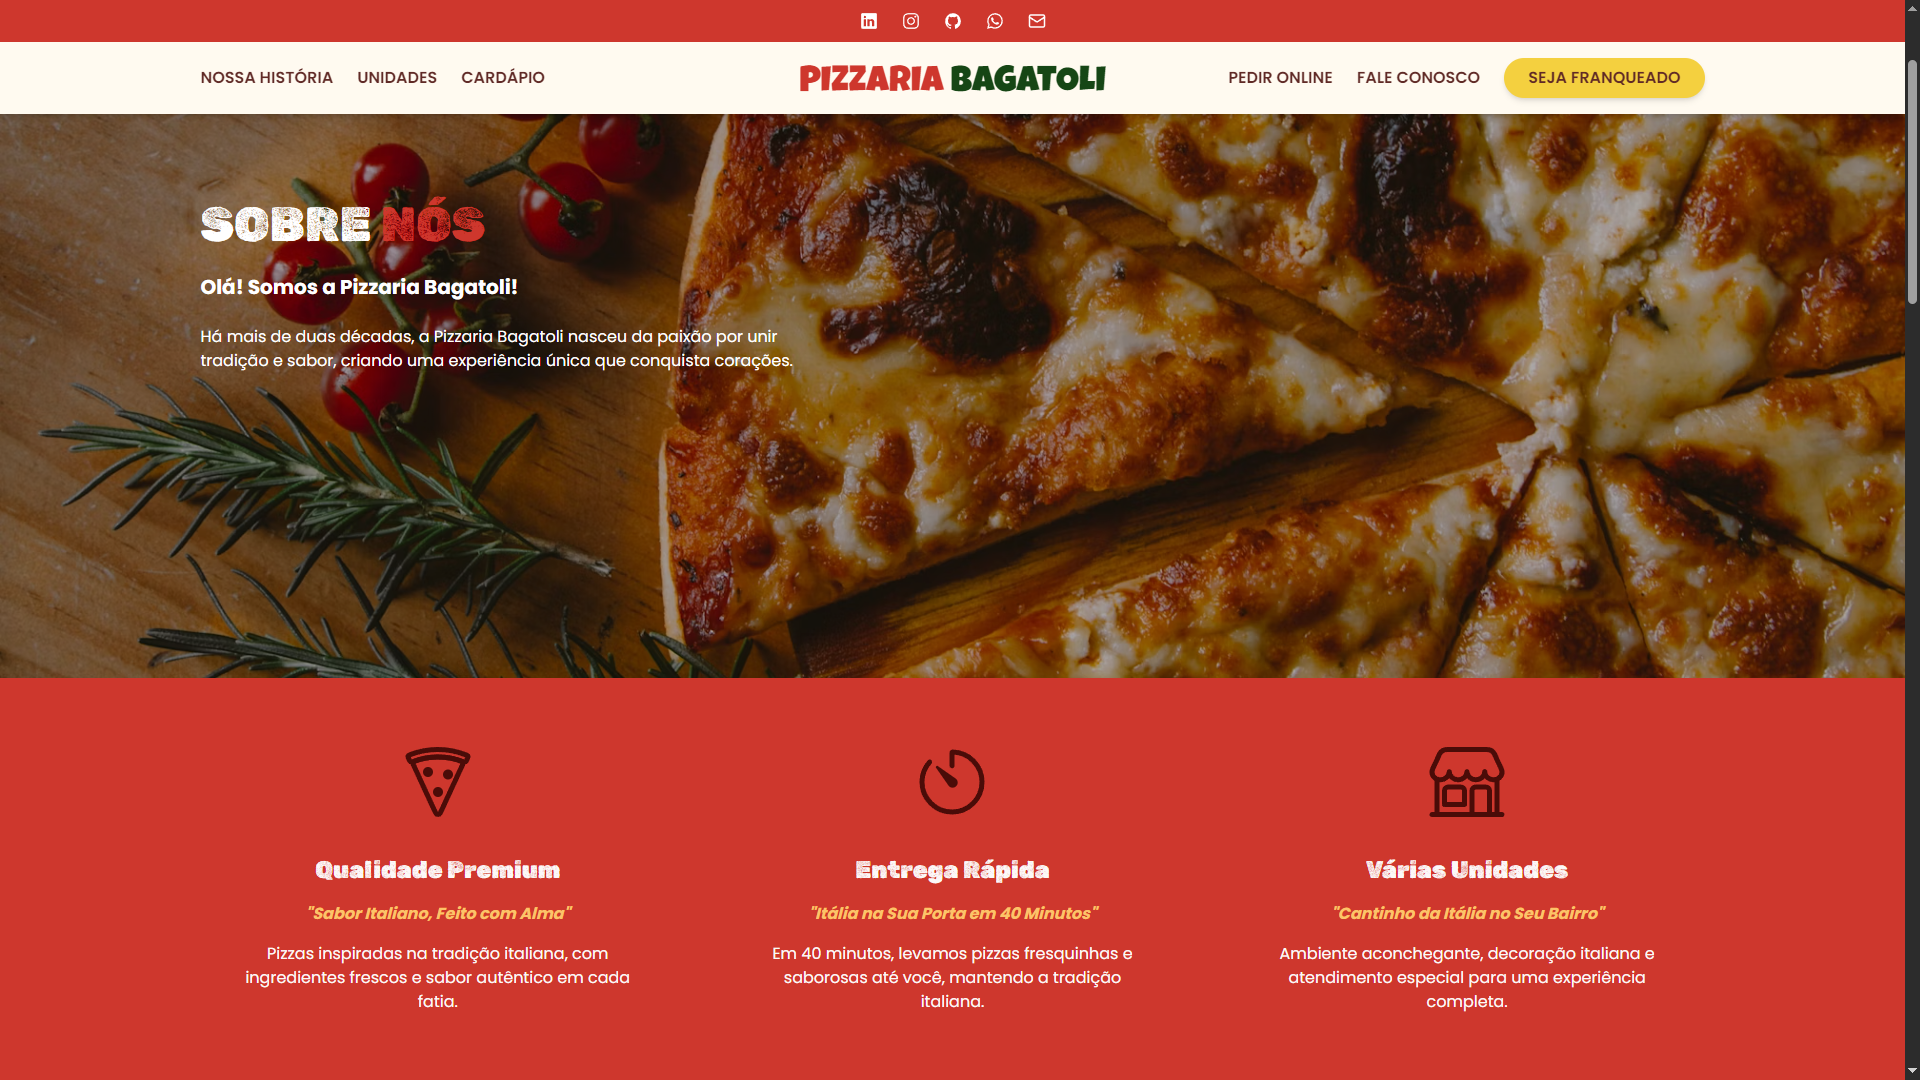 NOSSA HISTÓRIA UNIDADES CARDÁPIO PIZZARIA BAGATOLI PEDIR ONLINE FALE CONOSCO SEJA FRANQUEADO
SOBRE NÓS
Olá! Somos a Pizzaria Bagatoli!
Há mais de duas décadas, a Pizzaria Bagatoli nasceu da paixão por unir
tradição e sabor, criando uma experiência única que conquista corações.
Qualidade Premium
"Sabor Italiano, Feito com Alma"
Pizzas inspiradas na tradição italiana, com
ingredientes frescos e sabor autêntico em cada
fatia.
Entrega Rápida
"Itália na Sua Porta em 40 Minutos"
Em 40 minutos, levamos pizzas fresquinhas e
saborosas até você, mantendo a tradição
italiana.
Várias Unidades
"Cantinho da Itália no Seu Bairro"
Ambiente aconchegante, decoração italiana e
atendimento especial para uma experiência
completa.